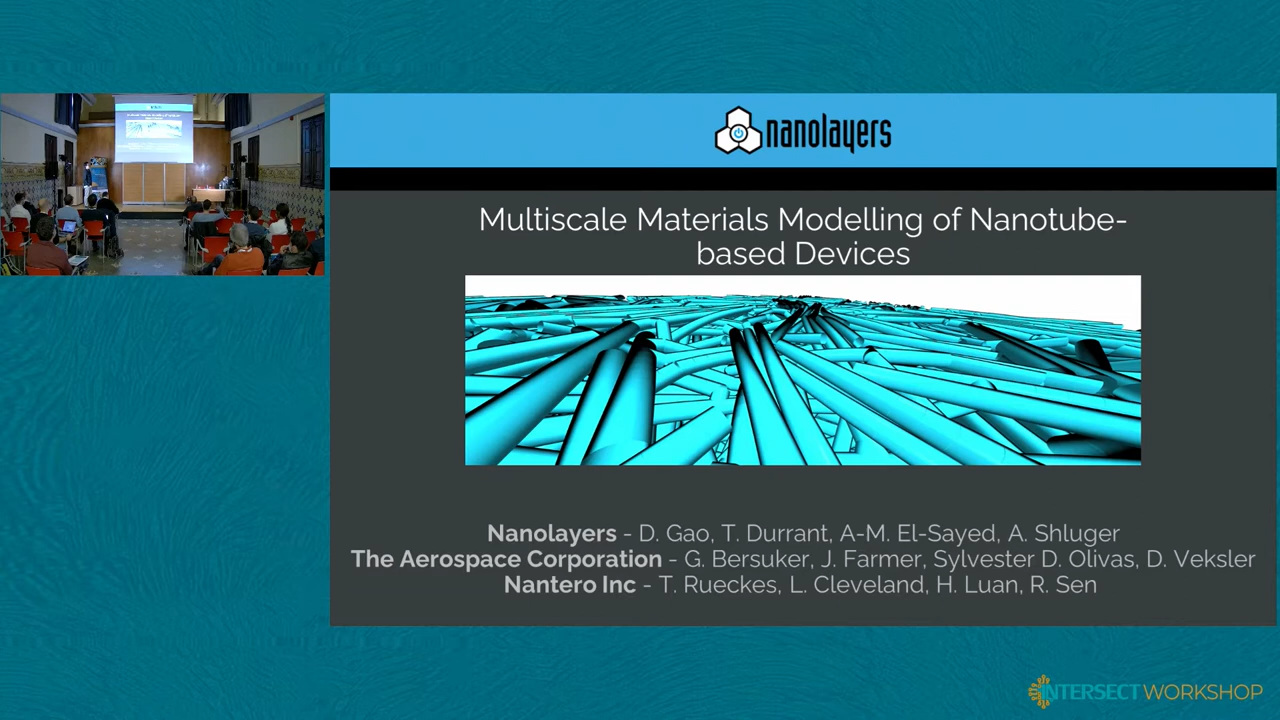 nanolayers
Multiscale Materials Modelling of Nanotube-
based Devices
Nanolayers - D. Gao, T. Durrant, A-M. El-Sayed, A. Shluger
The Aerospace Corporation - G. Bersuker, J. Farmer, Sylvester D. Olivas, D. Veksler
Nantero Inc - T. Rueckes, L. Cleveland, H. Luan, R. Sen
INTERSECT WORKSHOP